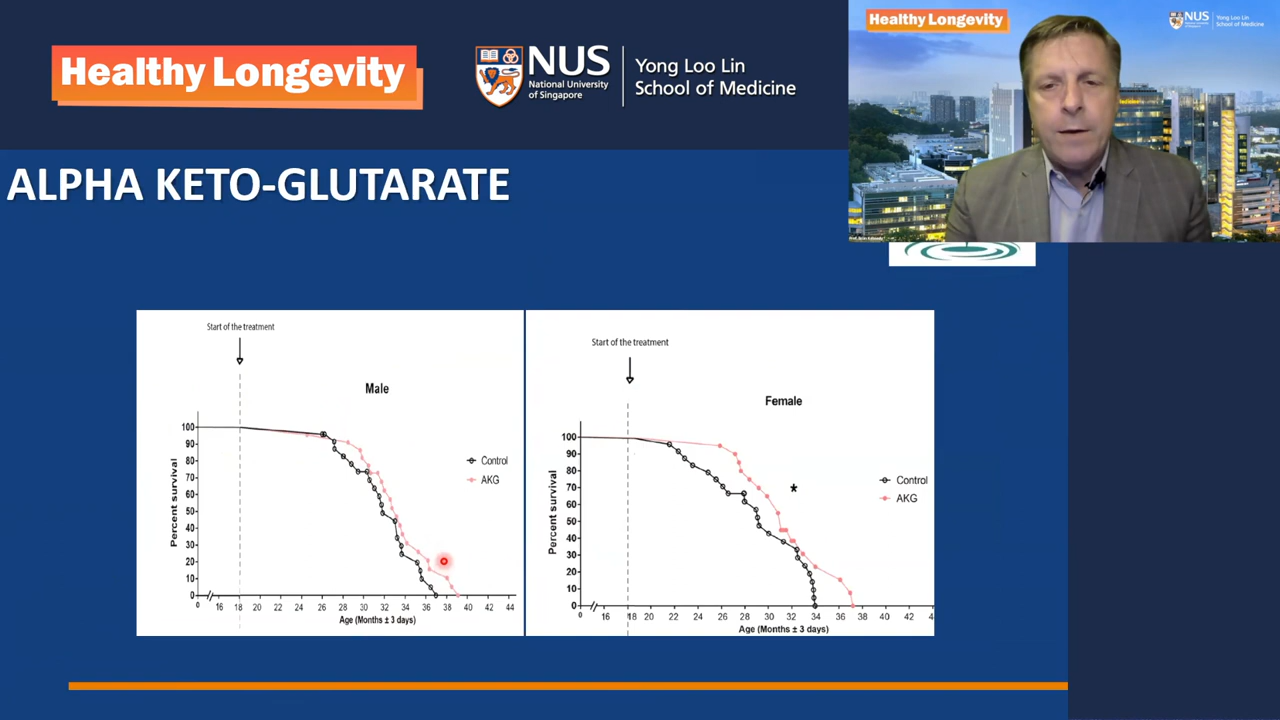 Healthy Longevity
NUS
National University
of Singapore
Yong Loo Lin
School of Medicine
Healthy Longevity
NUS
Yong Loo Lin
School of Medicine
ALPHA KETO-GLUTARATE
Start of the treatment
Male
Percent survival
100
90
80
70
60
50
40
30
20
10
0
Control
AKG
0 16 18 20 22 24 26 28 30 32 34 36 38 40 42 44
Age (Months ± 3 days)
Start of the treatment
Female
Percent survival
100
90
80
70
60
50
40
30
20
10
0
*
Control
AKG
0 16 18 20 22 24 26 28 30 32 34 36 38 40 42 4
Age (Months ± 3 days)